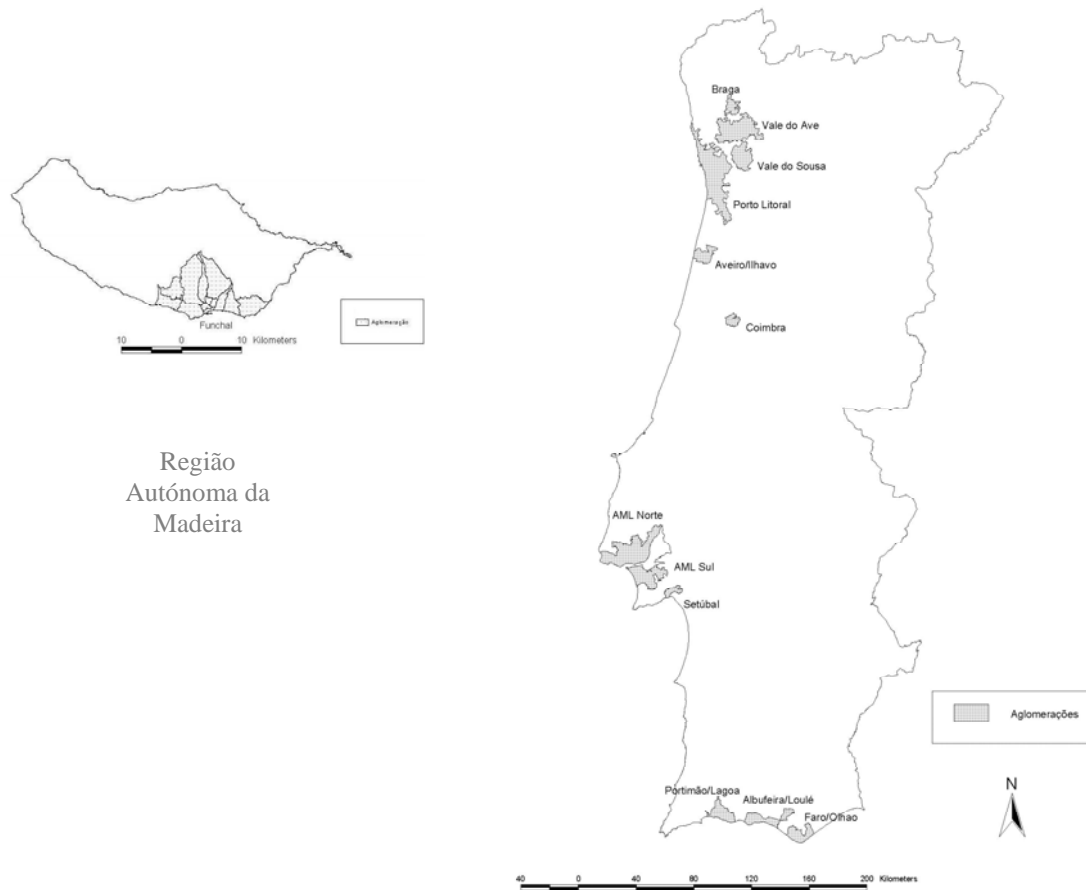 Braga
Vale do Ave
Vale do Sousa
Porto Litoral
Aveiro/Ilhavo
Coimbra
Funchal
10 0 10 Kilometers
Aglomeração
Região
Autónoma da
Madeira
AML Norte
AML Sul
Setúbal
Aglomerações
Portimão/Lagoa
Albufeira/Loulé
Faro/Olhao
N
40 0 40 80 120 160 200 Kilometers